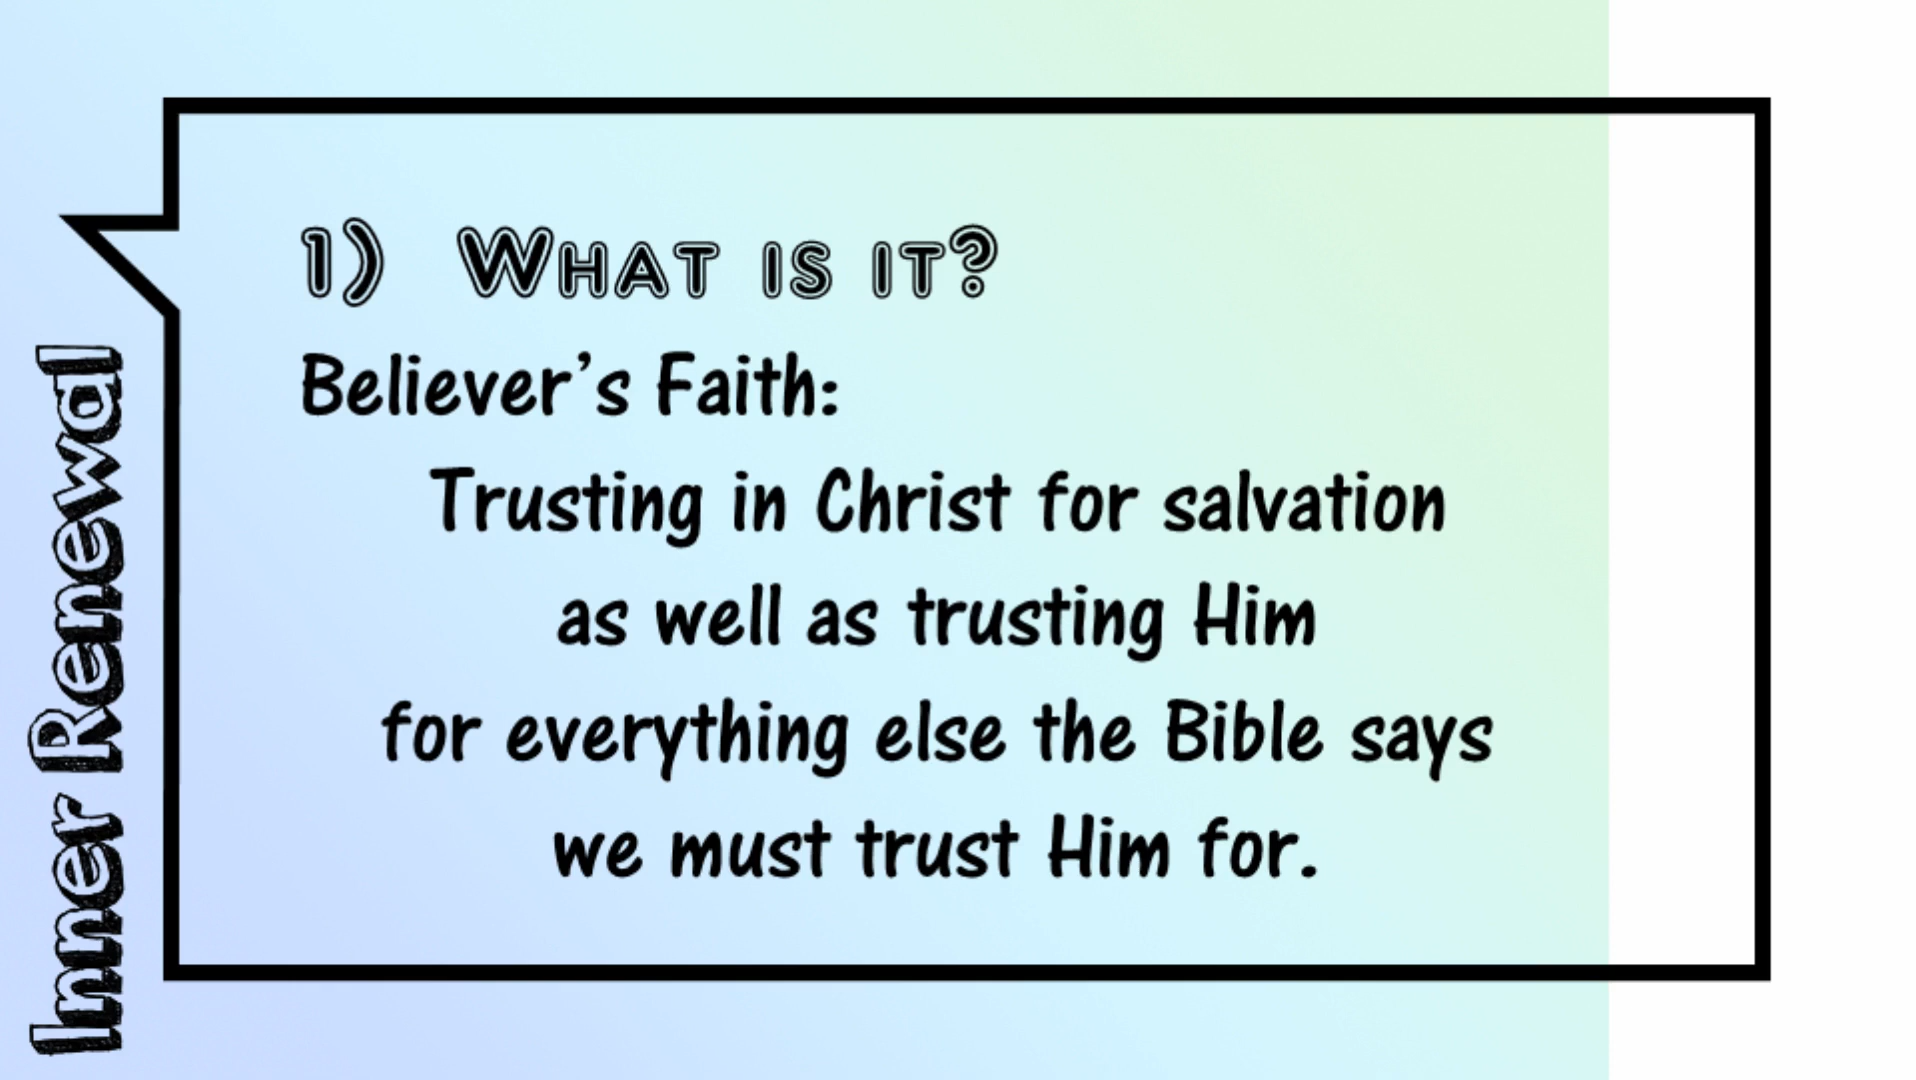 1) What is it?
Believer’s Faith:
Trusting in Christ for salvation
as well as trusting Him
for everything else the Bible says
we must trust Him for.
Inner Renewal